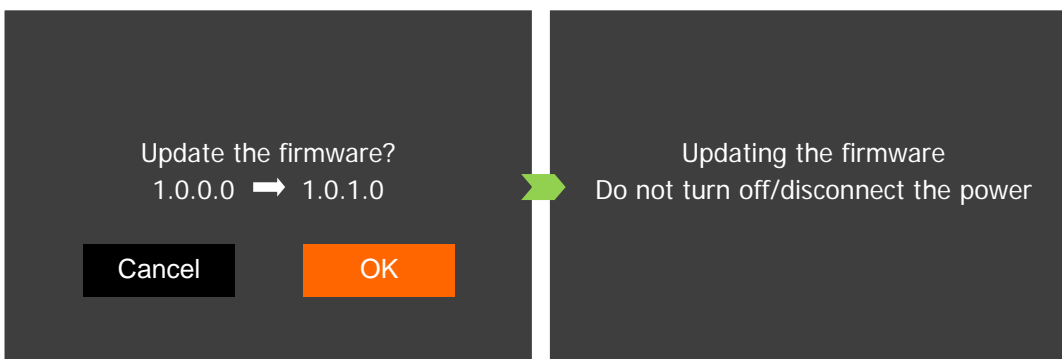 Update the firmware?
1.0.0.0 ➡ 1.0.1.0
Cancel
OK
Updating the firmware
Do not turn off/disconnect the power